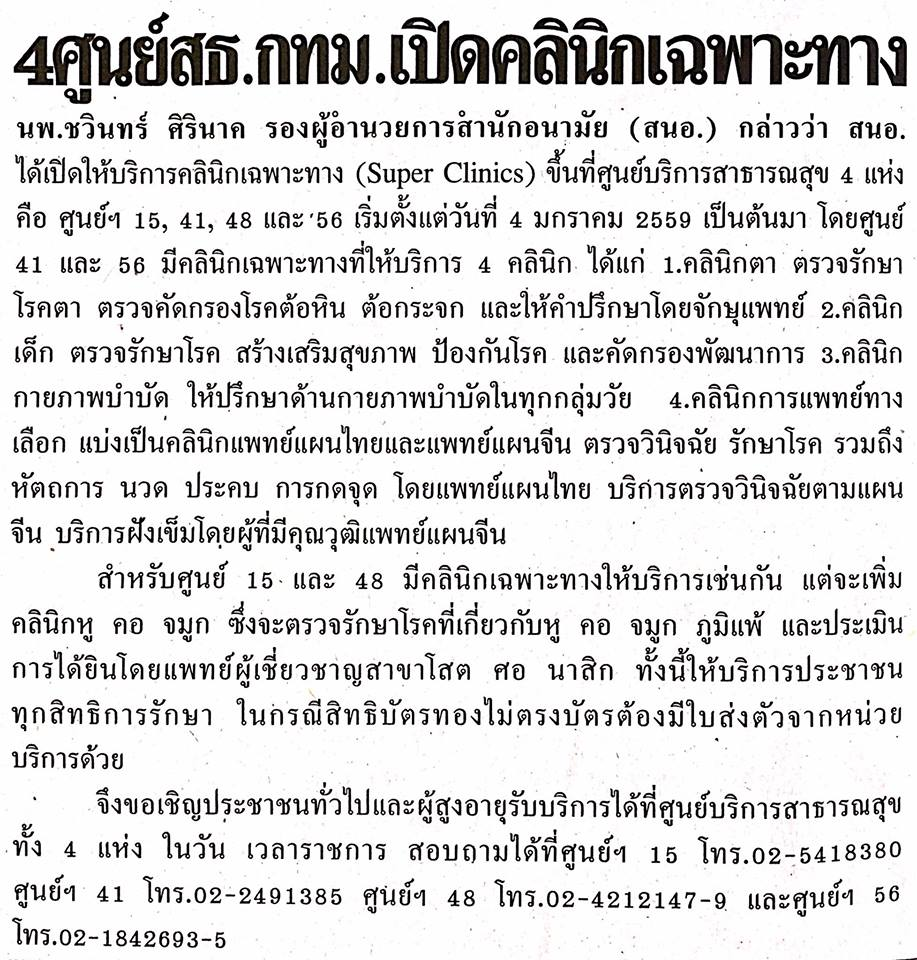 4ศูนย์สธ.กทม.เปิดคลินิกเฉพาะทาง
นพ.ชวินทร์ ศิรินาค รองผู้อำนวยการสำนักอนามัย (สนอ.) กล่าวว่า สนอ.
ได้เปิดให้บริการคลินิกเฉพาะทาง (Super Clinics) ขึ้นที่ศูนย์บริการสาธารณสุข 4 แห่ง
คือ ศูนย์ฯ 15, 41, 48 และ 56 เริ่มตั้งแต่วันที่ 4 มกราคม 2559 เป็นต้นมา โดยศูนย์
41 และ 56 มีคลินิกเฉพาะทางที่ให้บริการ 4 คลินิก ได้แก่ 1.คลินิกตา ตรวจรักษา
โรคตา ตรวจคัดกรองโรคต้อหิน ต้อกระจก และให้คำปรึกษาโดยจักษุแพทย์ 2.คลินิก
เด็ก ตรวจรักษาโรค สร้างเสริมสุขภาพ ป้องกันโรค และคัดกรองพัฒนาการ 3.คลินิก
กายภาพบำบัด ให้ปรึกษาด้านกายภาพบำบัดในทุกกลุ่มวัย 4.คลินิกการแพทย์ทาง
เลือก แบ่งเป็นคลินิกแพทย์แผนไทยและแพทย์แผนจีน ตรวจวินิจฉัย รักษาโรค รวมถึง
หัตถการ นวด ประคบ การกดจุด โดยแพทย์แผนไทย บริการตรวจวินิจฉัยตามแผน
จีน บริการฝังเข็มโดยผู้ที่มีคุณวุฒิแพทย์แผนจีน
สำหรับศูนย์ 15 และ 48 มีคลินิกเฉพาะทางให้บริการเช่นกัน แต่จะเพิ่ม
คลินิกหู คอ จมูก ซึ่งจะตรวจรักษาโรคที่เกี่ยวกับหู คอ จมูก ภูมิแพ้ และประเมิน
การได้ยินโดยแพทย์ผู้เชี่ยวชาญสาขาโสต ศอ นาสิก ทั้งนี้ให้บริการประชาชน
ทุกสิทธิการรักษา ในกรณีสิทธิบัตรทองไม่ตรงบัตรต้องมีใบส่งตัวจากหน่วย
บริการด้วย
จึงขอเชิญประชาชนทั่วไปและผู้สูงอายุรับบริการได้ที่ศูนย์บริการสาธารณสุข
ทั้ง 4 แห่ง ในวัน เวลาราชการ สอบถามได้ที่ศูนย์ฯ 15 โทร.02-5418380
ศูนย์ฯ 41 โทร.02-2491385 ศูนย์ฯ 48 โทร.02-4212147-9 และศูนย์ฯ 56
โทร.02-1842693-5